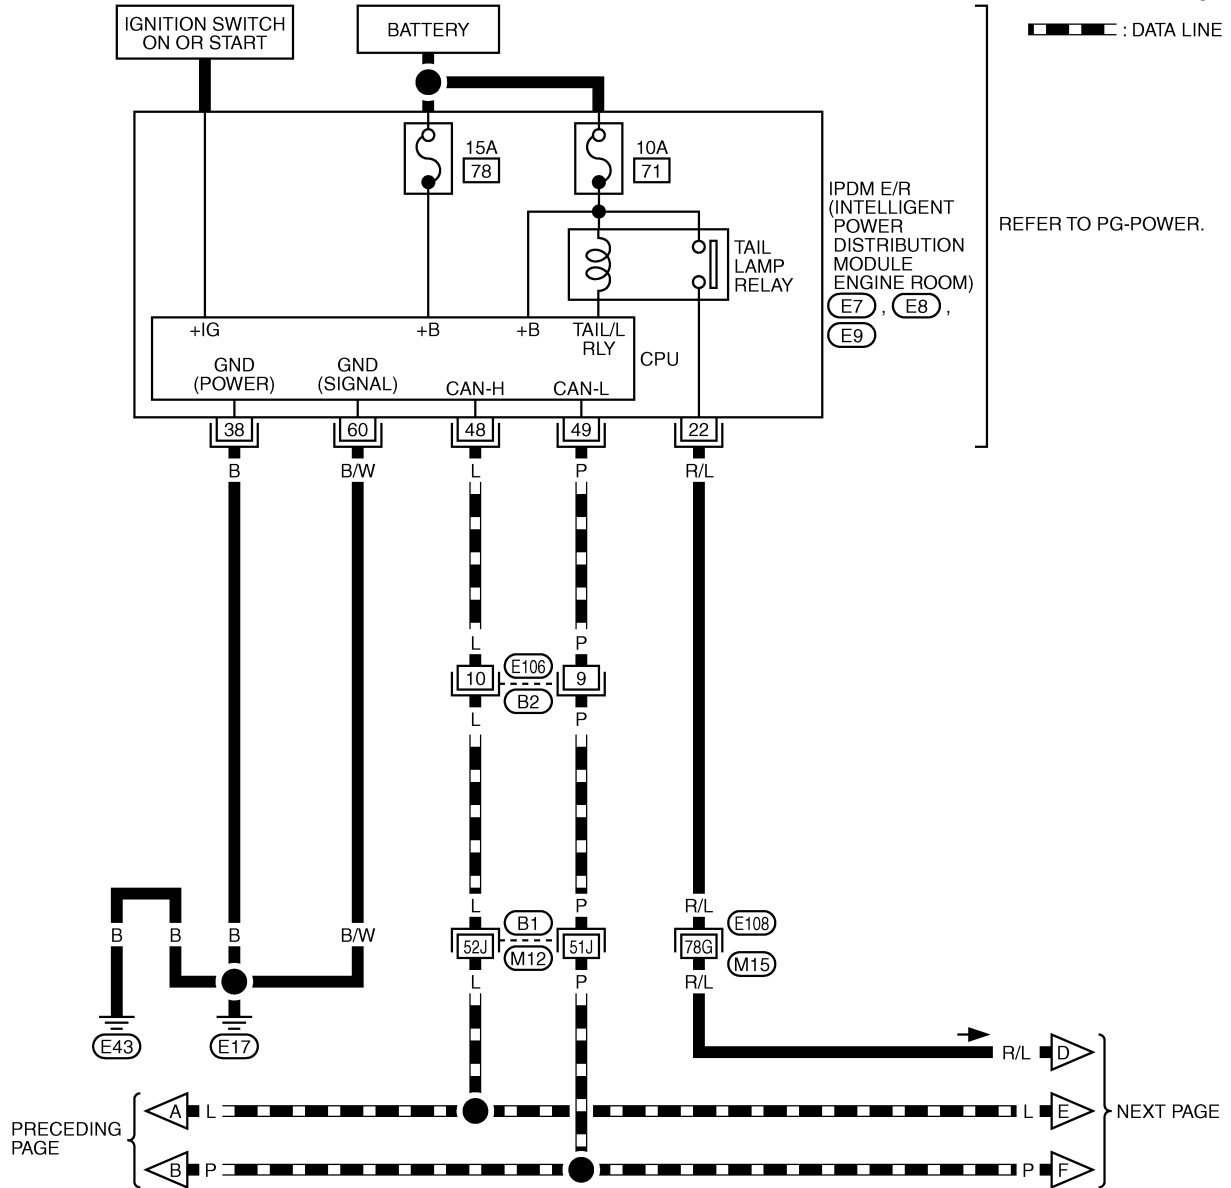 IGNITION SWITCH
ON OR START
BATTERY
: DATA LINE
15A
78
10A
71
IPDM E/R
(INTELLIGENT
POWER
DISTRIBUTION
MODULE
ENGINE ROOM)
E7 , E8 ,
E9
REFER TO PG-POWER.
TAIL
LAMP
RELAY
+IG
+B
+B
TAIL/L
RLY
CPU
GND
(POWER)
GND
(SIGNAL)
CAN-H
CAN-L
38
60
48
49
22
B
B/W
L
P
R/L
L
P
10
E106
9
B2
L
P
L
P
R/L
52J
B1
51J
M12
78G
E108
M15
L
P
R/L
B
B
B
B/W
E43
E17
R/L
D
PRECEDING
PAGE
A
L
L
E
NEXT PAGE
B
P
P
F